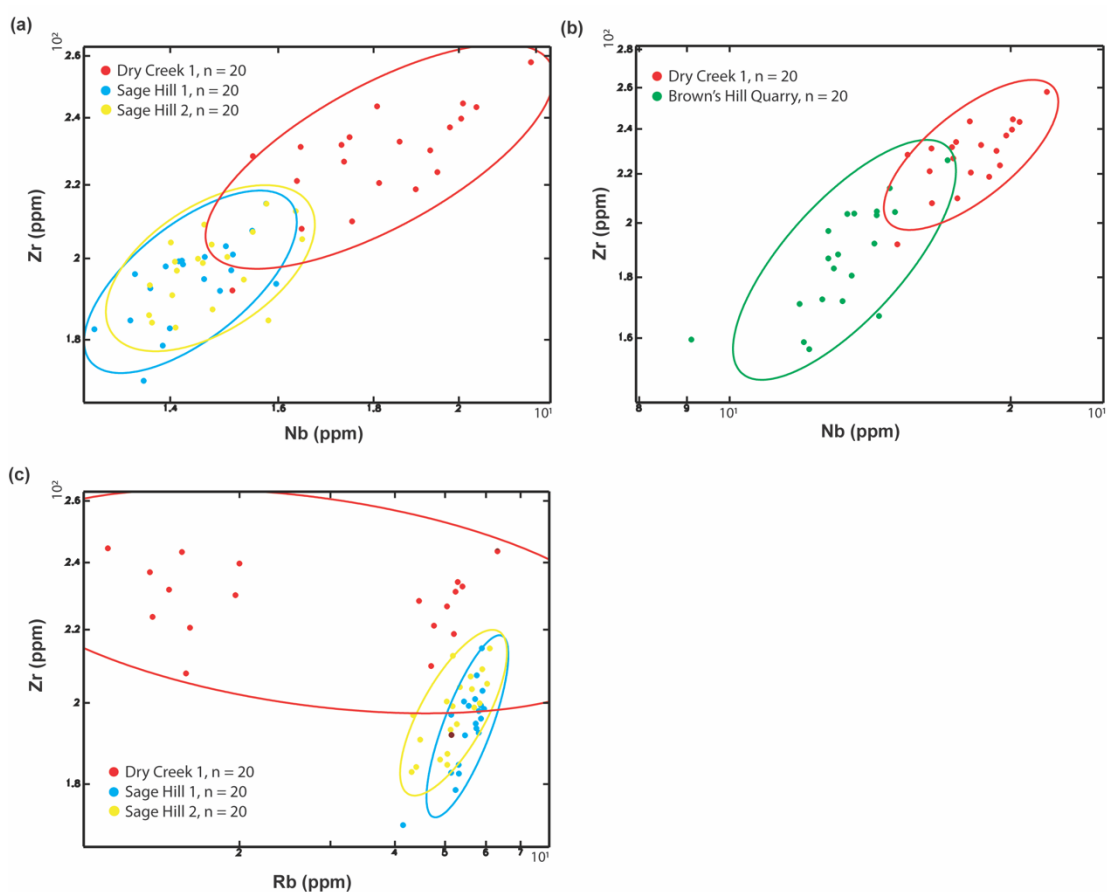 (a)
10²
2.6
2.4
2.2
2
1.8
Zr (ppm)
Dry Creek 1, n = 20
Sage Hill 1, n = 20
Sage Hill 2, n = 20
1.4
1.6
1.8
2
10¹
Nb (ppm)
(b)
10²
2.8
2.6
2.4
2.2
2
1.8
1.6
Zr (ppm)
Dry Creek 1, n = 20
Brown's Hill Quarry, n = 20
8
9
10¹
2
10¹
Nb (ppm)
(c)
10²
2.6
2.4
2.2
2
1.8
Zr (ppm)
Dry Creek 1, n = 20
Sage Hill 1, n = 20
Sage Hill 2, n = 20
2
4
5
6
7
10¹
Rb (ppm)